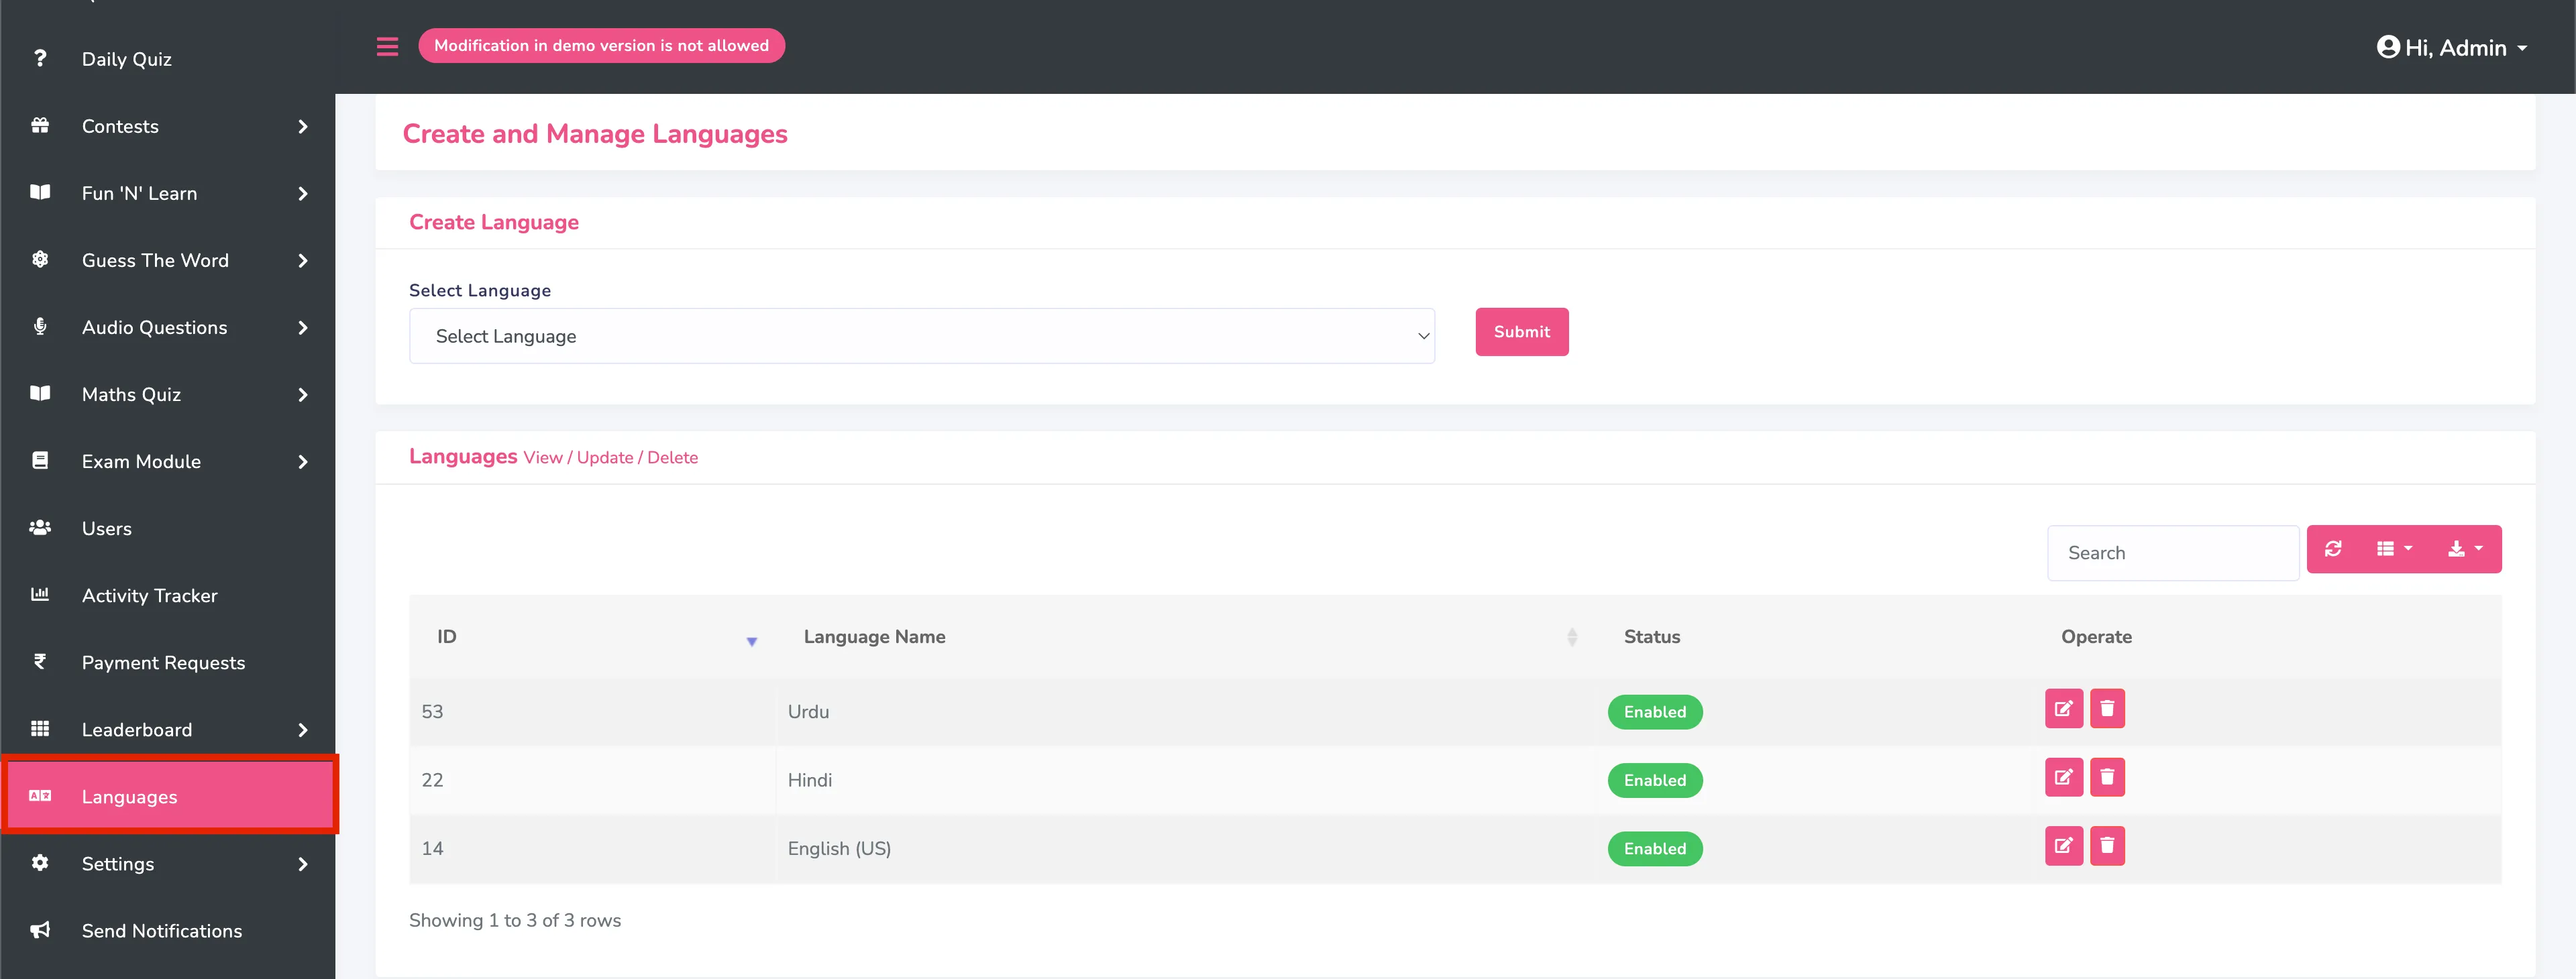 Daily Quiz
Contests
Fun 'N' Learn
Guess The Word
Audio Questions
Maths Quiz
Exam Module
Users
Activity Tracker
Payment Requests
Leaderboard
Languages
Settings
Send Notifications
Modification in demo version is not allowed
Hi, Admin
Create and Manage Languages
Create Language
Select Language
Select Language
Submit
Languages View / Update / Delete
Search
ID Language Name Status Operate
53 Urdu Enabled
22 Hindi Enabled
14 English (US) Enabled
Showing 1 to 3 of 3 rows